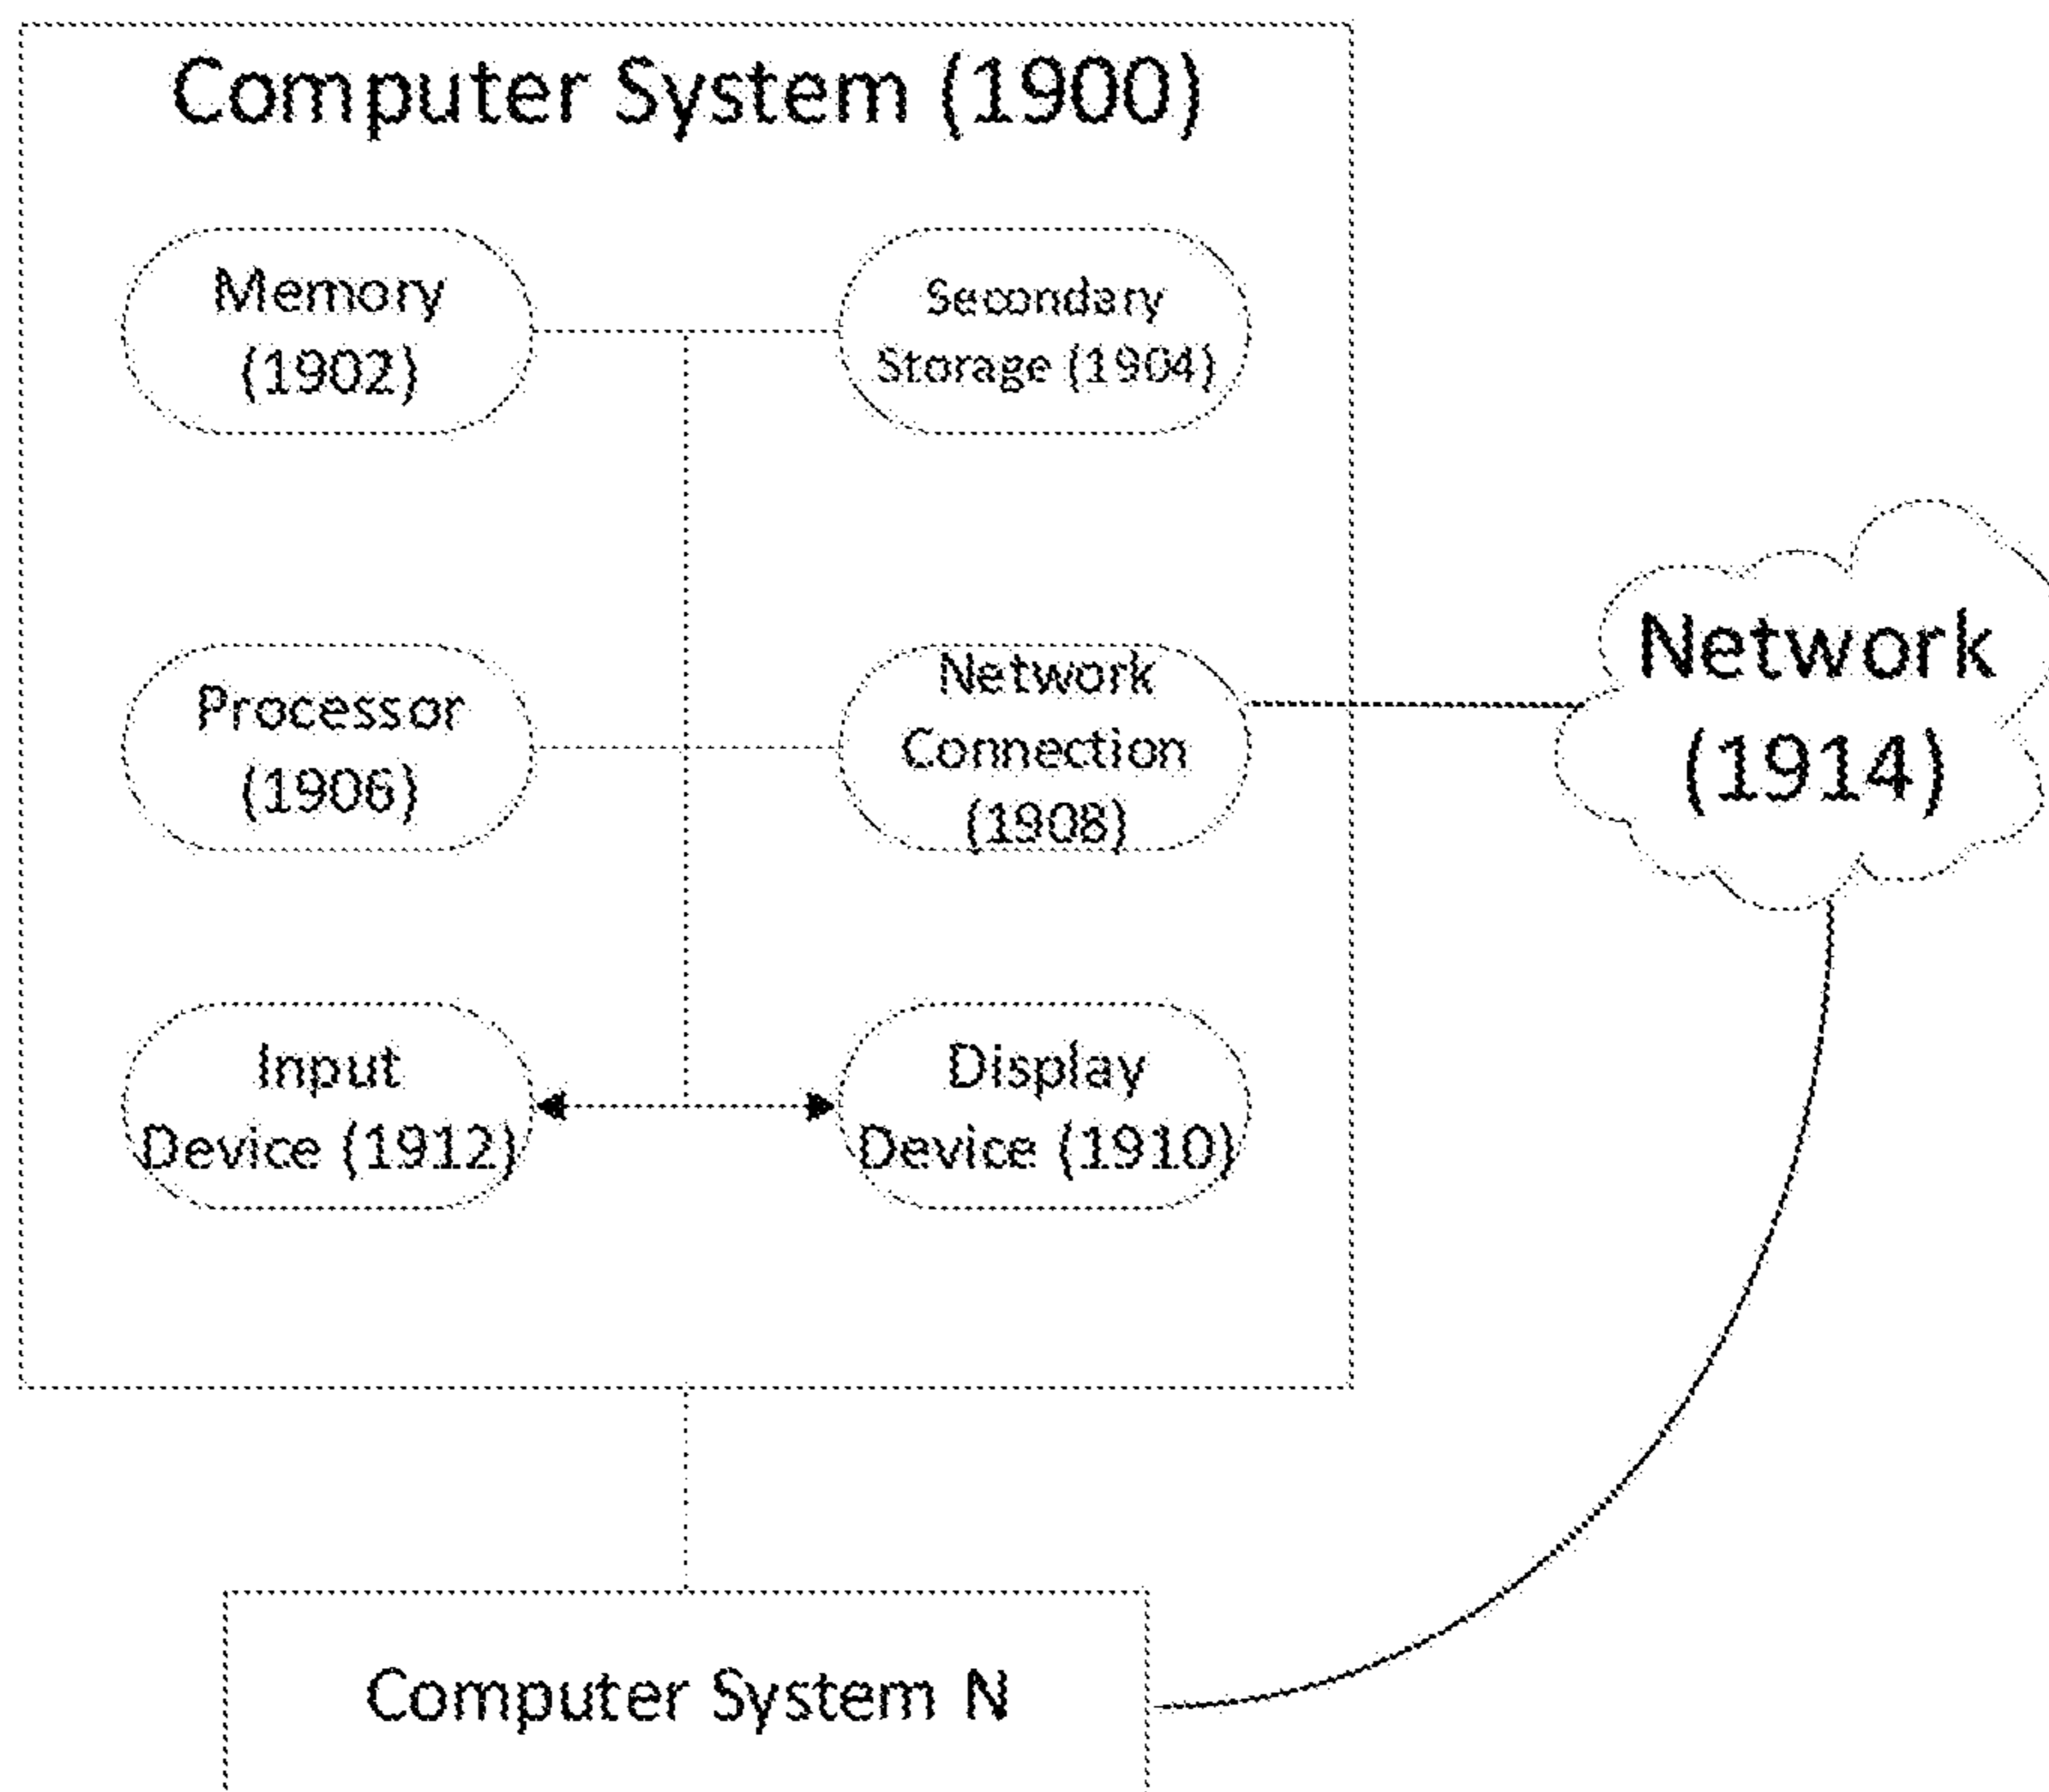 Computer System (1900)
Memory
(1902)
Secondary
Storage (1904)
Processor
(1906)
Network
Connection
(1908)
Network
(1914)
Input
Device (1912)
Display
Device (1910)
Computer System N